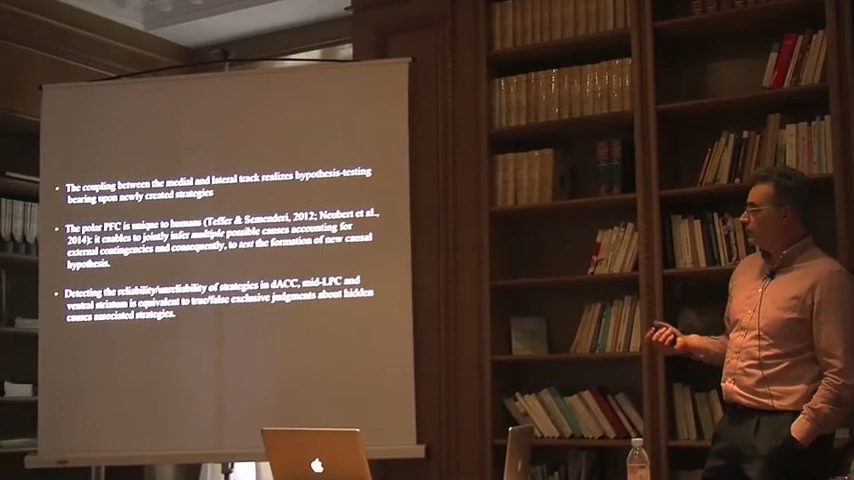 The coupling between the medial and lateral track realizes hypothesis-testing
bearing upon newly created strategies
The polar PFC is unique to humans (Teffer & Semenderi, 2012; Neubert et al.,
2014): it enables to jointly infer multiple possible causes accounting for
external contingencies and consequently, to test the formation of new causal
hypothesis.
Detecting the reliability/unreliability of strategies in dACC, mid-LPC and
ventral striatum is equivalent to true/false exclusive judgments about hidden
causes associated strategies.